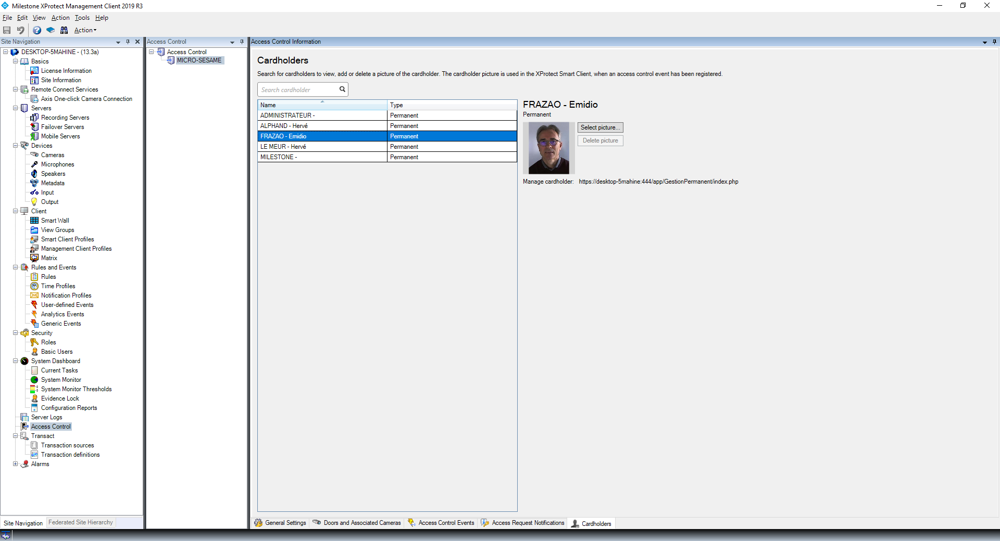 Milestone XProtect Management Client 2019 R3
File Edit View Action Tools Help
Action
Site Navigation
DESKTOP-5MAHINE - (13.3a)
Basics
License Information
Site Information
Remote Connect Services
Axis One-click Camera Connection
Servers
Recording Servers
Failover Servers
Mobile Servers
Devices
Cameras
Microphones
Speakers
Metadata
Input
Output
Client
Smart Wall
View Groups
Smart Client Profiles
Management Client Profiles
Matrix
Rules and Events
Rules
Time Profiles
Notification Profiles
User-defined Events
Analytics Events
Generic Events
Security
Roles
Basic Users
System Dashboard
Current Tasks
System Monitor
System Monitor Thresholds
Evidence Lock
Configuration Reports
Server Logs
Access Control
Transact
Transaction sources
Transaction definitions
Alarms
Site Navigation Federated Site Hierarchy
Access Control
Access Control
MICRO-SESAME
Access Control Information
Cardholders
Search for cardholders to view, add or delete a picture of the cardholder. The cardholder picture is used in the XProtect Smart Client, when an access control event has been registered.
Search cardholder
Name Type
ADMINISTRATEUR - Permanent
ALPHAND - Hervé Permanent
FRAZAO - Emidio Permanent
LE MEUR - Hervé Permanent
MILESTONE - Permanent
FRAZAO - Emidio
Permanent
Select picture...
Delete picture
Manage cardholder: https://desktop-5mahine:444/app/GestionPermanent/index.php
General Settings Doors and Associated Cameras Access Control Events Access Request Notifications Cardholders